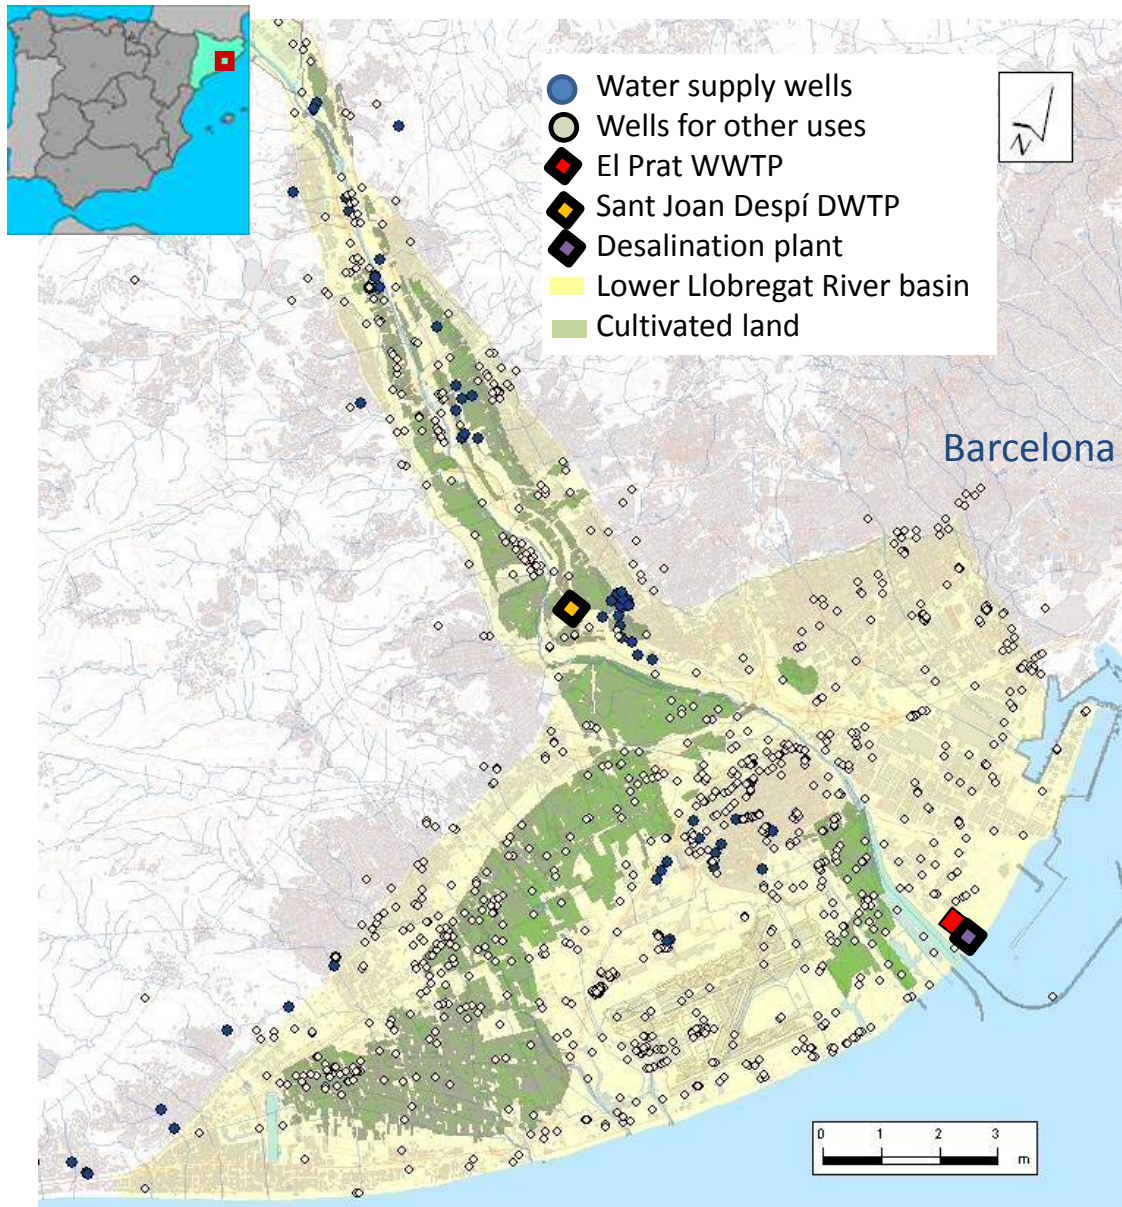 Water supply wells
Wells for other uses
El Prat WWTP
Sant Joan Despí DWTP
Desalination plant
Lower Llobregat River basin
Cultivated land
N
Barcelona
0 1 2 3
m